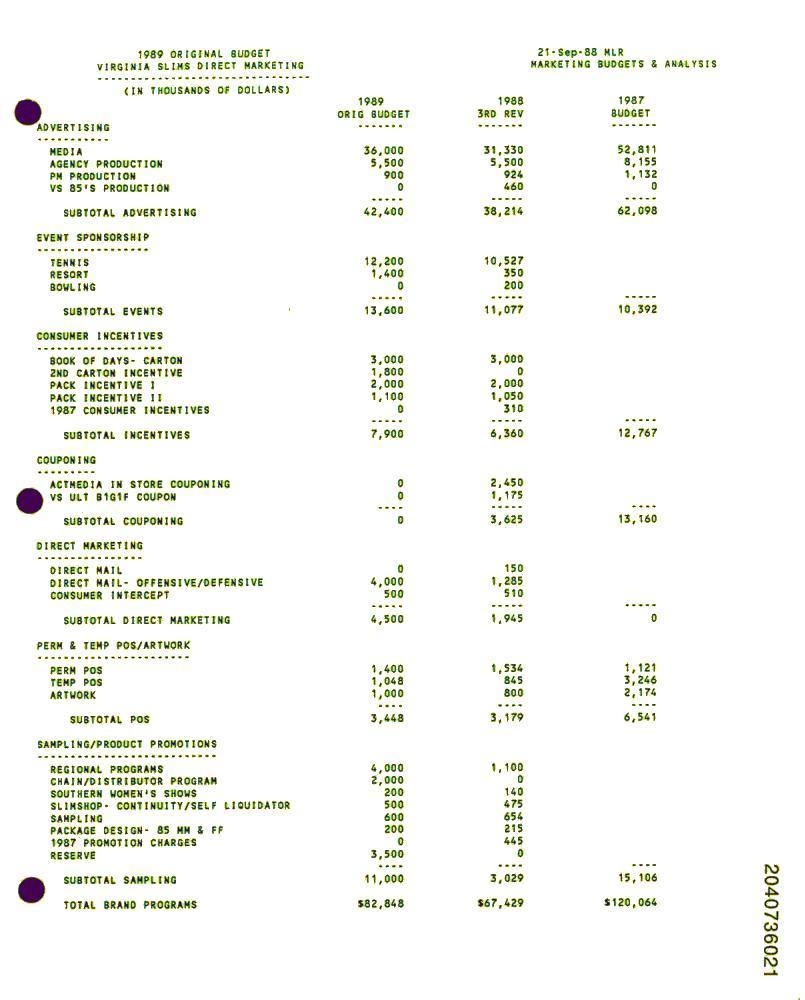 1989 ORIGINAL BUDGET 21-Sep-88 MLR
VIRGINIA SLIMS DIRECT MARKETING MARKETING BUDGETS & ANALYSIS
(IN THOUSANDS OF DOLLARS)
1989 1988 1987
ORIG BUDGET 3RD REV BUDGET
ADVERTISING
MEDIA 36,000 31,330 52,811
AGENCY PRODUCTION 5,500 5,500 8,155
PM PRODUCTION 900 924 1,132
VS 85'S PRODUCTION 0 460 0
SUBTOTAL ADVERTISING 42,400 38,214 62,098
EVENT SPONSORSHIP
TENNIS 12,200 10,527
RESORT 1,400 350
BOWLING 0 200
SUBTOTAL EVENTS 13,600 11,077 10,392
CONSUMER INCENTIVES
BOOK OF DAYS- CARTON 3,000 3,000
2ND CARTON INCENTIVE 1,800 0
PACK INCENTIVE I 2,000 2,000
PACK INCENTIVE II 1,100 1,050
1987 CONSUMER INCENTIVES 0 310
SUBTOTAL INCENTIVES 7,900 6,360 12,767
COUPONING
ACTMEDIA IN STORE COUPONING 0 2,450
VS ULT B1G1F COUPON 0 1,175
SUBTOTAL COUPONING 0 3,625 13,160
DIRECT MARKETING
DIRECT MAIL 0 150
DIRECT MAIL- OFFENSIVE/DEFENSIVE 4,000 1,285
CONSUMER INTERCEPT 500 510
SUBTOTAL DIRECT MARKETING 4,500 1,945 0
PERM & TEMP POS/ARTWORK
PERM POS 1,400 1,534 1,121
TEMP POS 1,048 845 3,246
ARTWORK 1,000 800 2,174
SUBTOTAL POS 3,448 3,179 6,541
SAMPLING/PRODUCT PROMOTIONS
REGIONAL PROGRAMS 4,000 1,100
CHAIN/DISTRIBUTOR PROGRAM 2,000 0
SOUTHERN WOMEN'S SHOWS 200 140
SLIMSHOP- CONTINUITY/SELF LIQUIDATOR 500 475
SAMPLING 600 654
PACKAGE DESIGN- 85 MM & FF 200 215
1987 PROMOTION CHARGES 0 445
RESERVE 3,500 0
SUBTOTAL SAMPLING 11,000 3,029 15,106
TOTAL BRAND PROGRAMS $82,848 $67,429 $120,064
2040736021